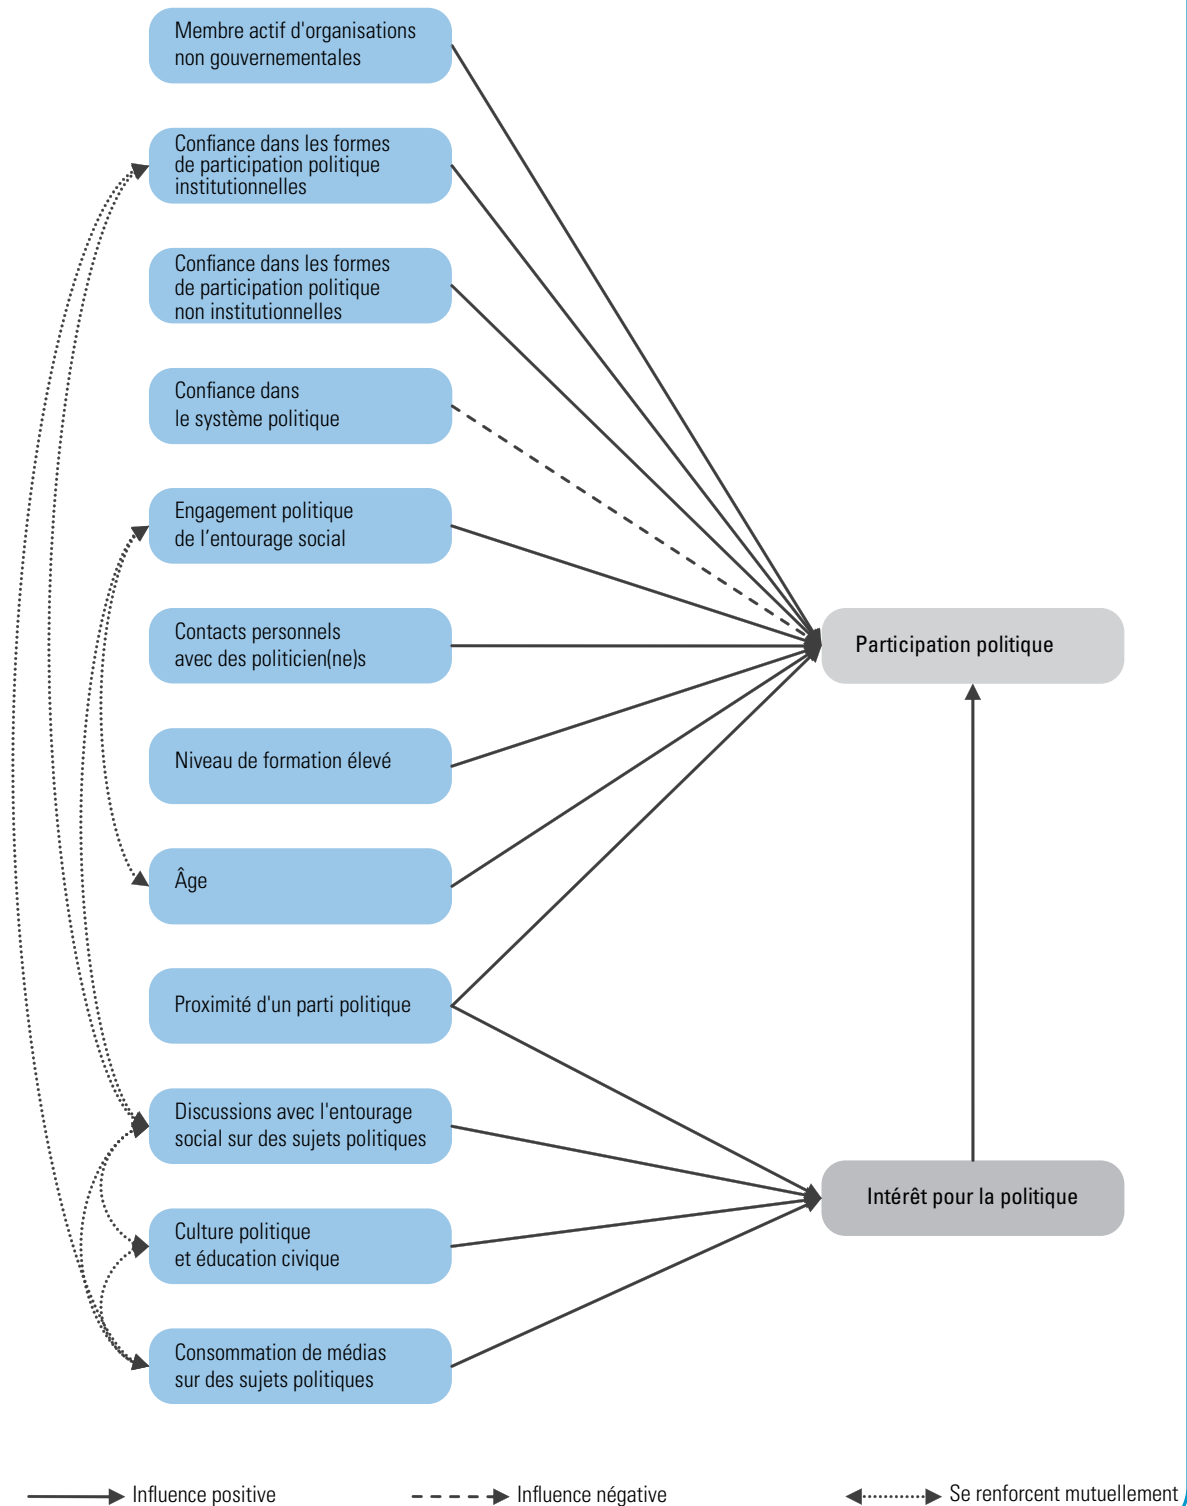 Membre actif d'organisations
non gouvernementales
Confiance dans les formes
de participation politique
institutionnelles
Confiance dans les formes
de participation politique
non institutionnelles
Confiance dans
le système politique
Engagement politique
de l’entourage social
Contacts personnels
avec des politicien(ne)s
Participation politique
Niveau de formation élevé
Âge
Proximité d'un parti politique
Discussions avec l'entourage
social sur des sujets politiques
Intérêt pour la politique
Culture politique
et éducation civique
Consommation de médias
sur des sujets politiques
Influence positive
Influence négative
Se renforcent mutuellement